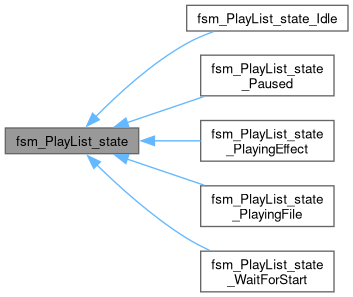 fsm_PlayList_state_Idle
fsm_PlayList_state
_Paused
fsm_PlayList_state
fsm_PlayList_state
_PlayingEffect
fsm_PlayList_state
_PlayingFile
fsm_PlayList_state
_WaitForStart